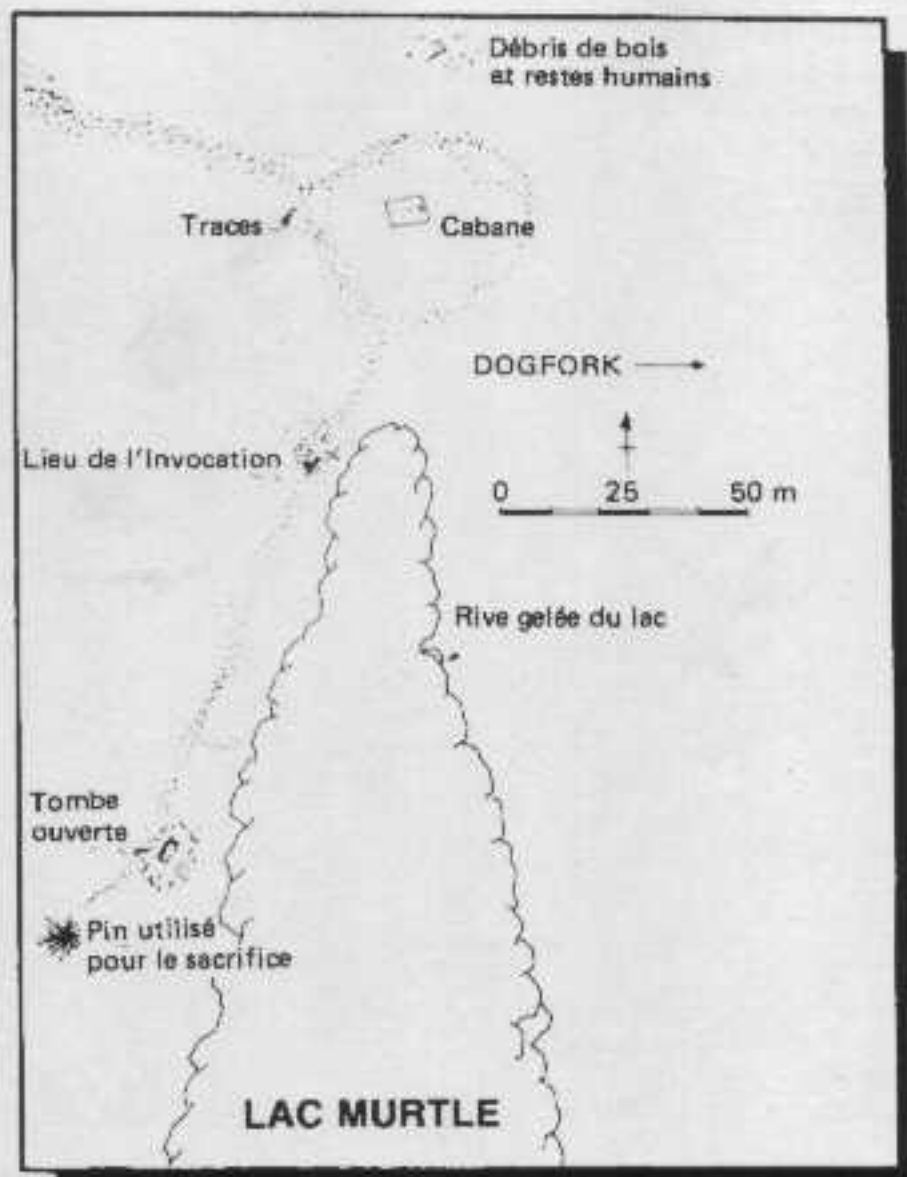 Débris de bois
et restes humains
Traces
Cabane
DOGFORK
Lieu de l'Invocation
0 25 50 m
Rive gelée du lac
Tombe
ouverte
Pin utilisé
pour le sacrifice
LAC MURTLE